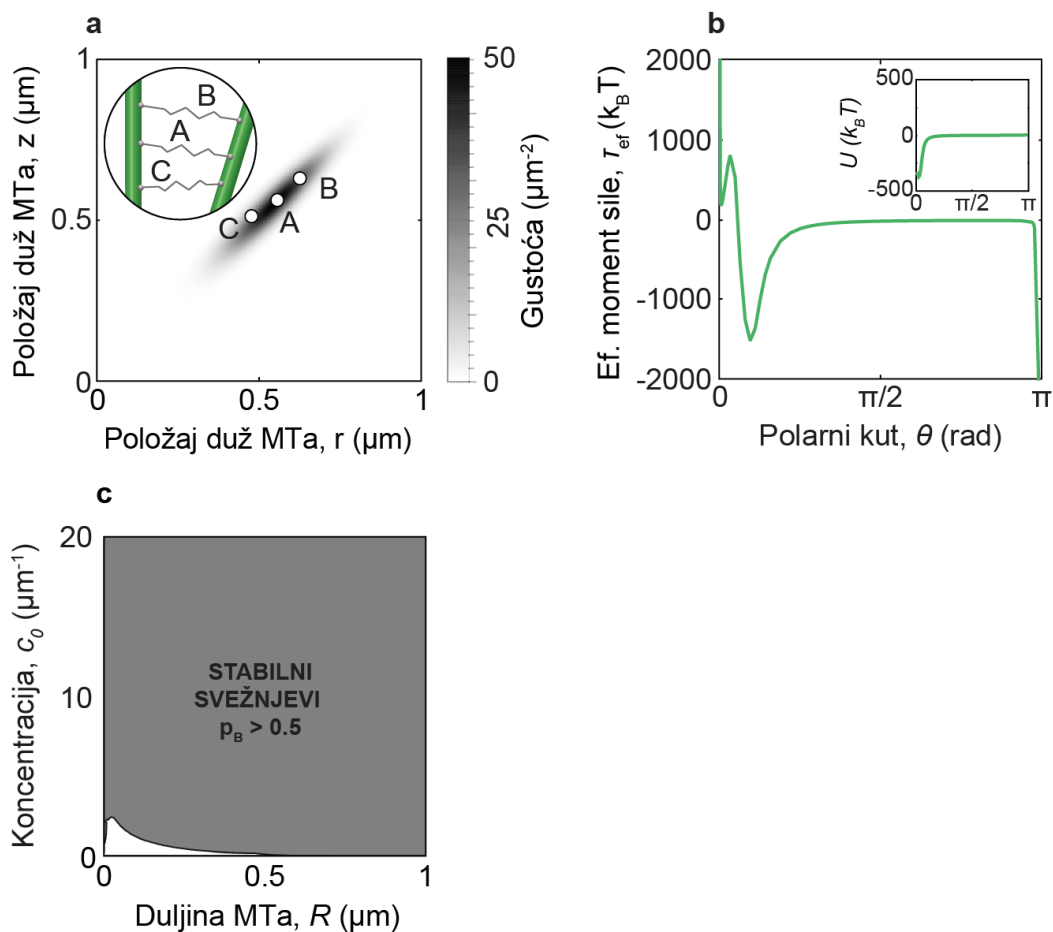 a
Položaj duž MTa, z (µm)
1
0.5
0
B
A
C
B
A
C
0
0.5
1
Položaj duž MTa, r (µm)
50
25
0
Gustoća (µm⁻²)
b
Ef. moment sile, τef (kBT)
2000
1000
0
-1000
-2000
0
π/2
π
Polarni kut, θ (rad)
U (kBT)
500
0
-500
0
π/2
π
c
Koncentracija, c0 (µm⁻¹)
20
10
0
STABILNI
SVEŽNJEVI
pB > 0.5
0
0.5
1
Duljina MTa, R (µm)